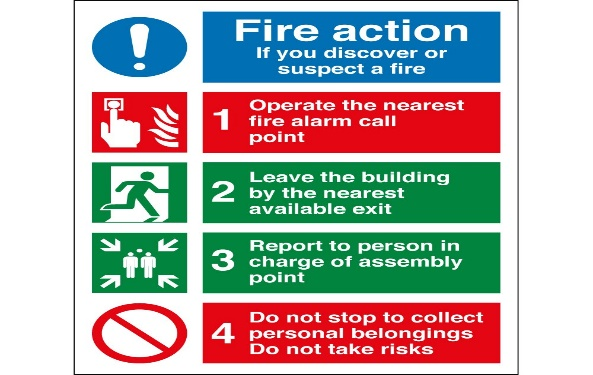 Fire action
If you discover or
suspect a fire
1 Operate the nearest
fire alarm call
point
2 Leave the building
by the nearest
available exit
3 Report to person in
charge of assembly
point
4 Do not stop to collect
personal belongings
Do not take risks